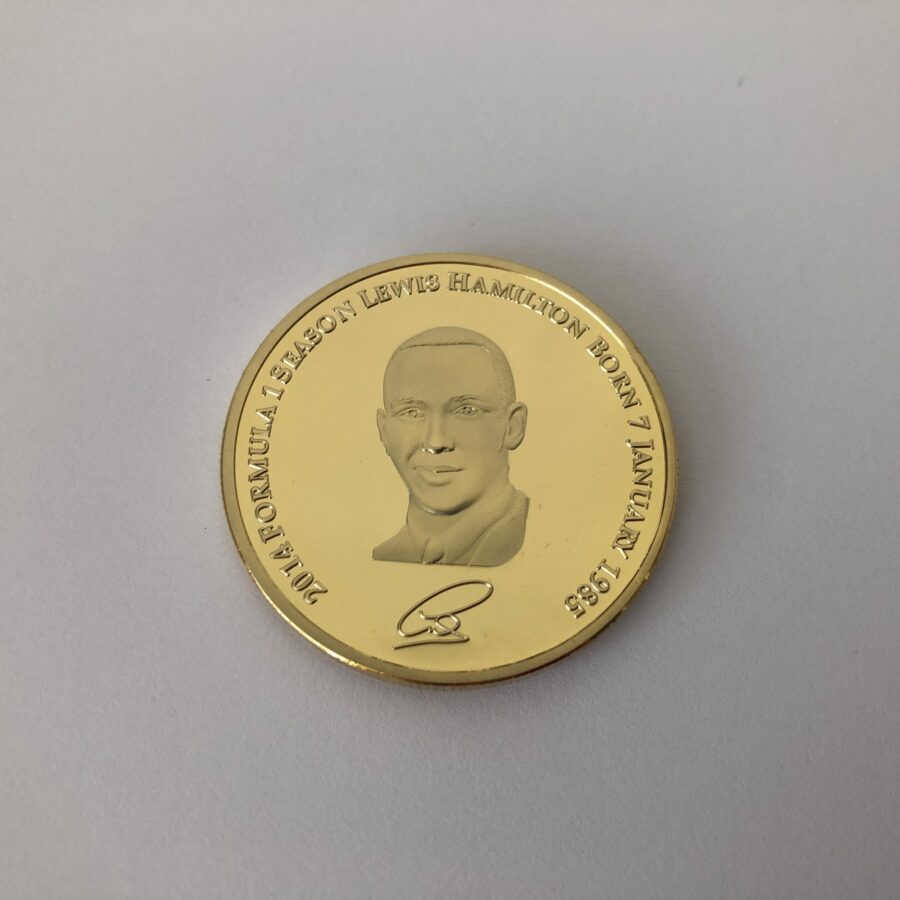 2014 FORMULA 1 SEASON LEWIS HAMILTON BORN 7 JANUARY 1985